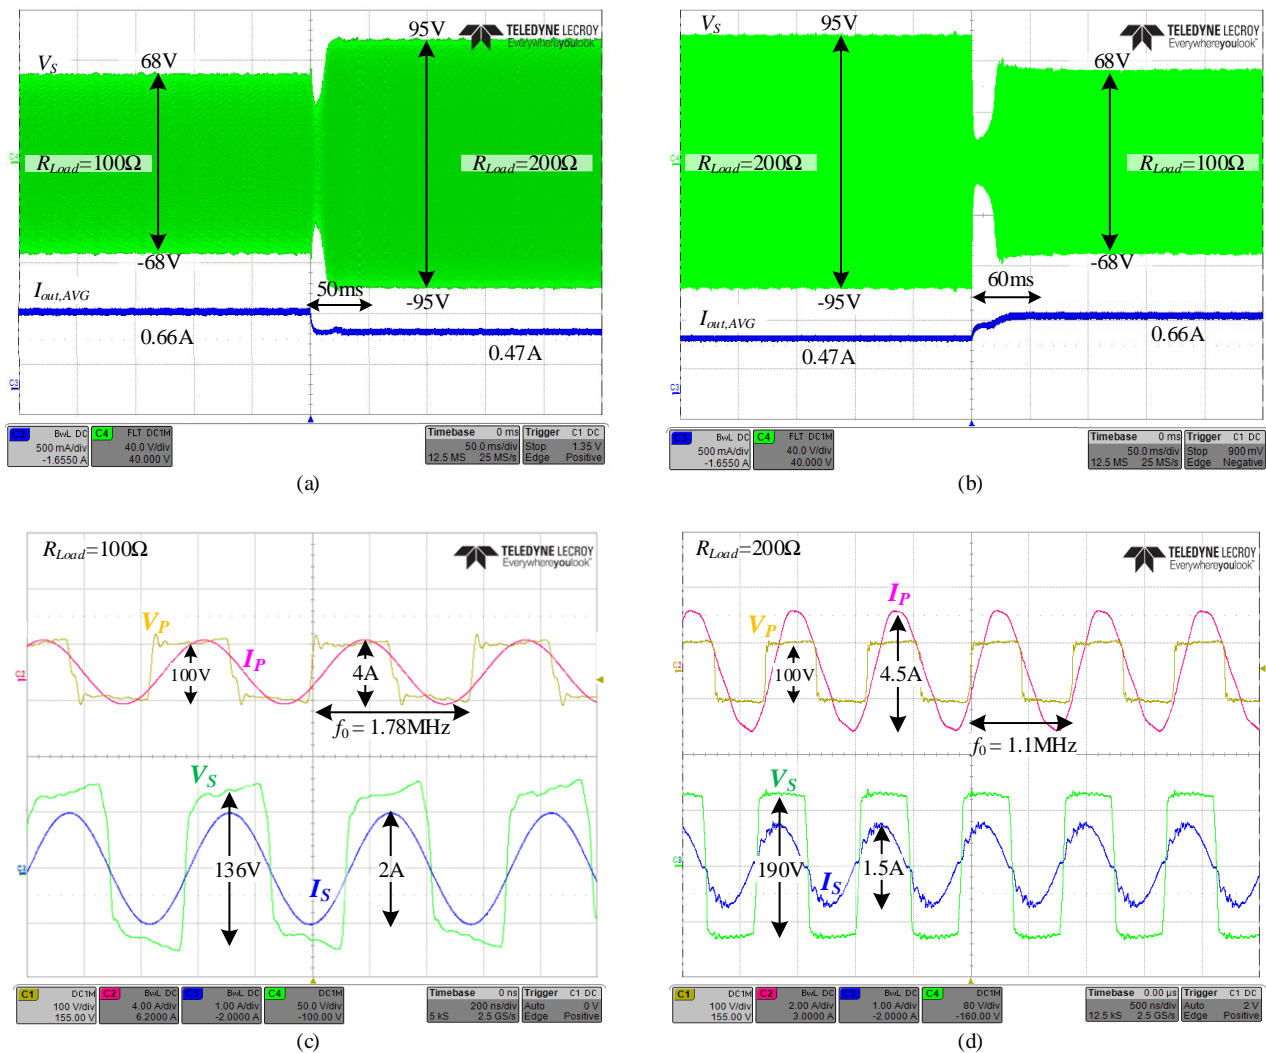 V_S
68V
95V
TELEDYNE LECROY
Everywhereyoulook™
R_Load=100Ω
R_Load=200Ω
-68V
-95V
I_out,AVG
50ms
0.66A
0.47A
C4
C3
C3 BwL DC
500 mA/div
-1.6550 A
C4 FLT DC1M
40.0 V/div
40.000 V
Timebase 0 ms
50.0 ms/div
12.5 MS 25 MS/s
Trigger C1 DC
Stop 1.35 V
Edge Positive
(a)
V_S
95V
68V
TELEDYNE LECROY
Everywhereyoulook™
R_Load=200Ω
R_Load=100Ω
-95V
-68V
I_out,AVG
60ms
0.47A
0.66A
C4
C3
C3 BwL DC
500 mA/div
-1.6550 A
C4 FLT DC1M
40.0 V/div
40.000 V
Timebase 0 ms
50.0 ms/div
12.5 MS 25 MS/s
Trigger C1 DC
Stop 900 mV
Edge Negative
(b)
R_Load=100Ω
TELEDYNE LECROY
Everywhereyoulook™
V_P
I_P
100V
4A
f_0 = 1.78MHz
V_S
136V
2A
I_S
C2
C1 DC1M
100 V/div
155.00 V
C2 BwL DC
4.00 A/div
6.2000 A
C3 BwL DC
1.00 A/div
-2.0000 A
C4 DC1M
50.0 V/div
-100.00 V
Timebase 0 ns
200 ns/div
5 kS 2.5 GS/s
Trigger C1 DC
Auto 0 V
Edge Positive
(c)
R_Load=200Ω
TELEDYNE LECROY
Everywhereyoulook™
I_P
V_P
100V
4.5A
f_0 = 1.1MHz
V_S
190V
1.5A
I_S
C2
C1 DC1M
100 V/div
155.00 V
C2 BwL DC
2.00 A/div
3.0000 A
C3 BwL DC
1.00 A/div
-2.0000 A
C4 DC1M
80 V/div
-160.00 V
Timebase 0.00 µs
500 ns/div
12.5 kS 2.5 GS/s
Trigger C1 DC
Auto 2 V
Edge Positive
(d)